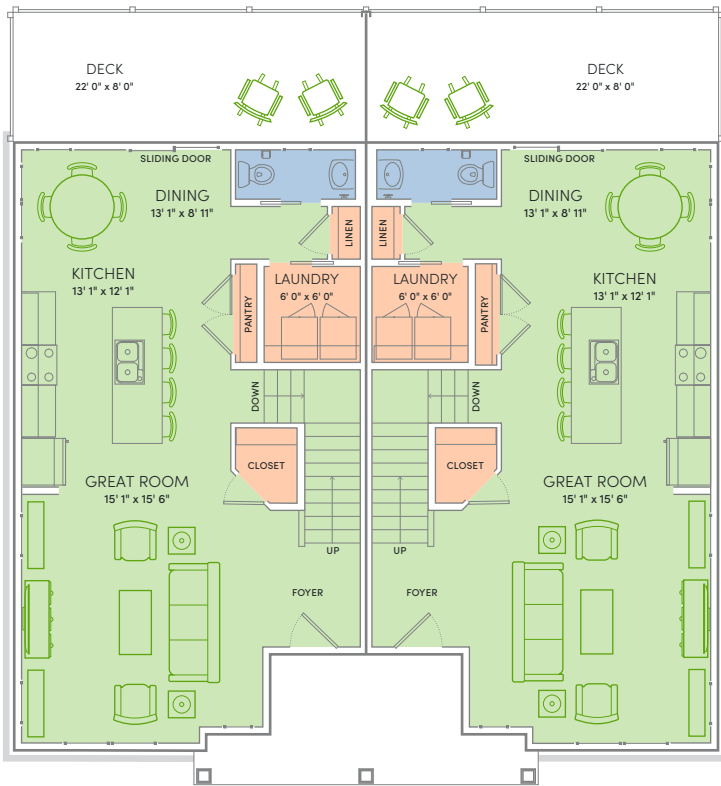 DECK
22' 0" x 8' 0"
DECK
22' 0" x 8' 0"
SLIDING DOOR
SLIDING DOOR
DINING
13' 1" x 8' 11"
DINING
13' 1" x 8' 11"
LINEN
LINEN
KITCHEN
13' 1" x 12' 1"
LAUNDRY
6' 0" x 6' 0"
LAUNDRY
6' 0" x 6' 0"
KITCHEN
13' 1" x 12' 1"
PANTRY
PANTRY
DOWN
DOWN
CLOSET
CLOSET
GREAT ROOM
15' 1" x 15' 6"
GREAT ROOM
15' 1" x 15' 6"
UP
UP
FOYER
FOYER